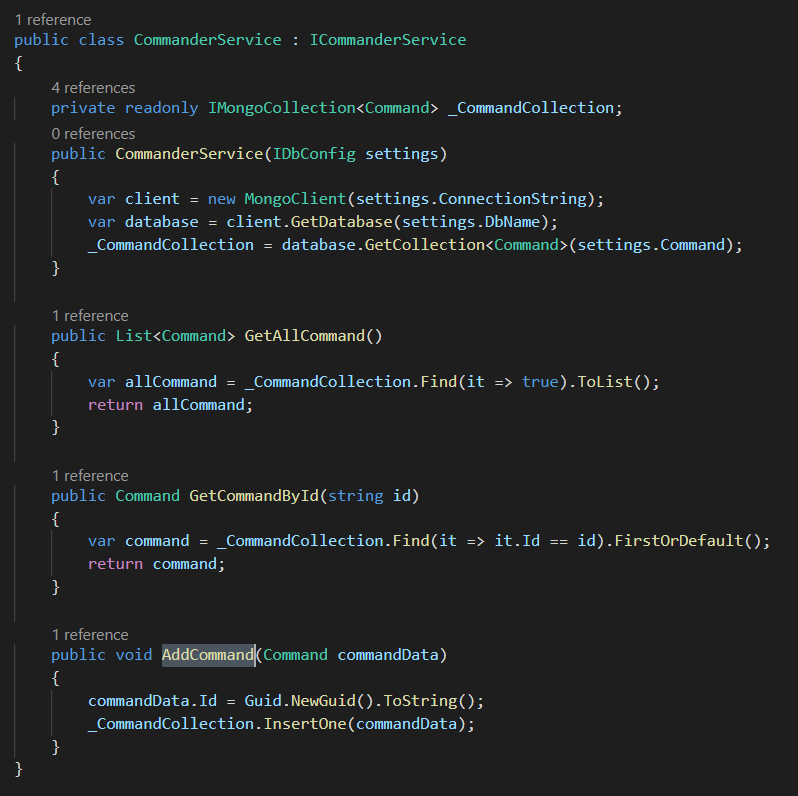 1 reference
public class CommanderService : ICommanderService
{
4 references
private readonly IMongoCollection<Command> _CommandCollection;
0 references
public CommanderService(IDbConfig settings)
{
var client = new MongoClient(settings.ConnectionString);
var database = client.GetDatabase(settings.DbName);
_CommandCollection = database.GetCollection<Command>(settings.Command);
}
1 reference
public List<Command> GetAllCommand()
{
var allCommand = _CommandCollection.Find(it => true).ToList();
return allCommand;
}
1 reference
public Command GetCommandById(string id)
{
var command = _CommandCollection.Find(it => it.Id == id).FirstOrDefault();
return command;
}
1 reference
public void AddCommand(Command commandData)
{
commandData.Id = Guid.NewGuid().ToString();
_CommandCollection.InsertOne(commandData);
}
}